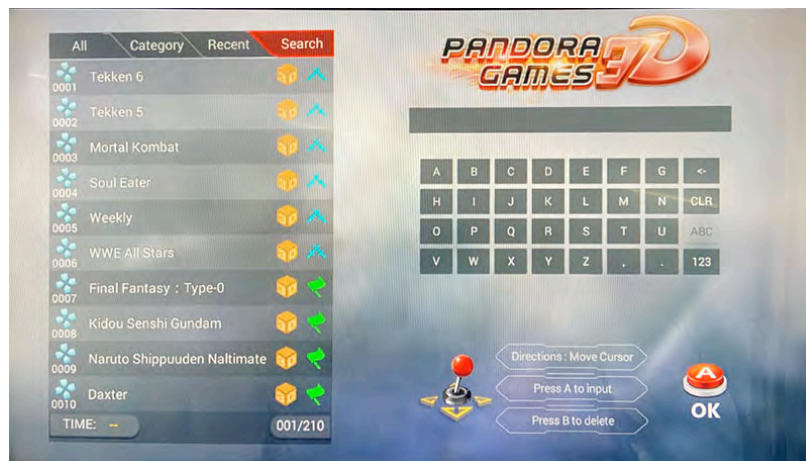 All Category Recent Search
PANDORA
GAMES 3D
0001 Tekken 6
0002 Tekken 5
0003 Mortal Kombat
0004 Soul Eater
0005 Weekly
0006 WWE All Stars
0007 Final Fantasy : Type-0
0008 Kidou Senshi Gundam
0009 Naruto Shippuuden Naltimate
0010 Daxter
TIME: -- 001/210
A B C D E F G <-
H I J K L M N CLR
O P Q R S T U ABC
V W X Y Z , . 123
Directions : Move Cursor
Press A to input
Press B to delete
A
OK